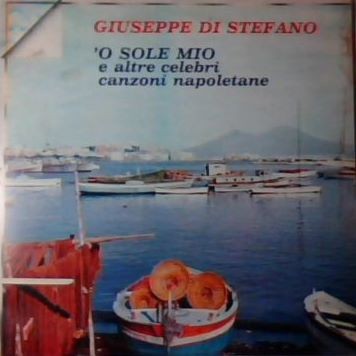 GIUSEPPE DI STEFANO
'O SOLE MIO
e altre celebri
canzoni napoletane